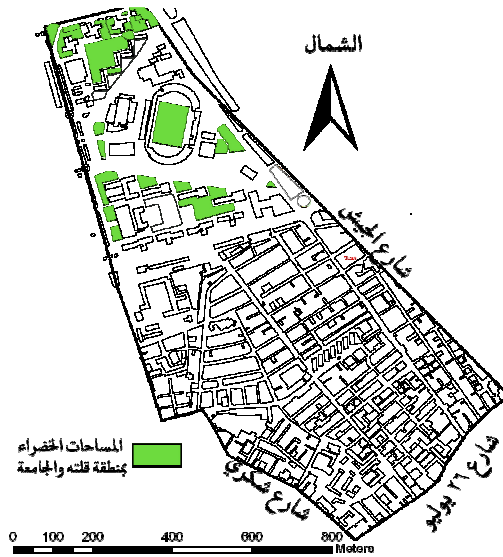 الشمال
شارع الجيش
المساحات الخضراء
بمنطقة قلته والجامعة
شارع شكري
شارع ٢٦ يوليو
0 100 200 400 600 800
Meters